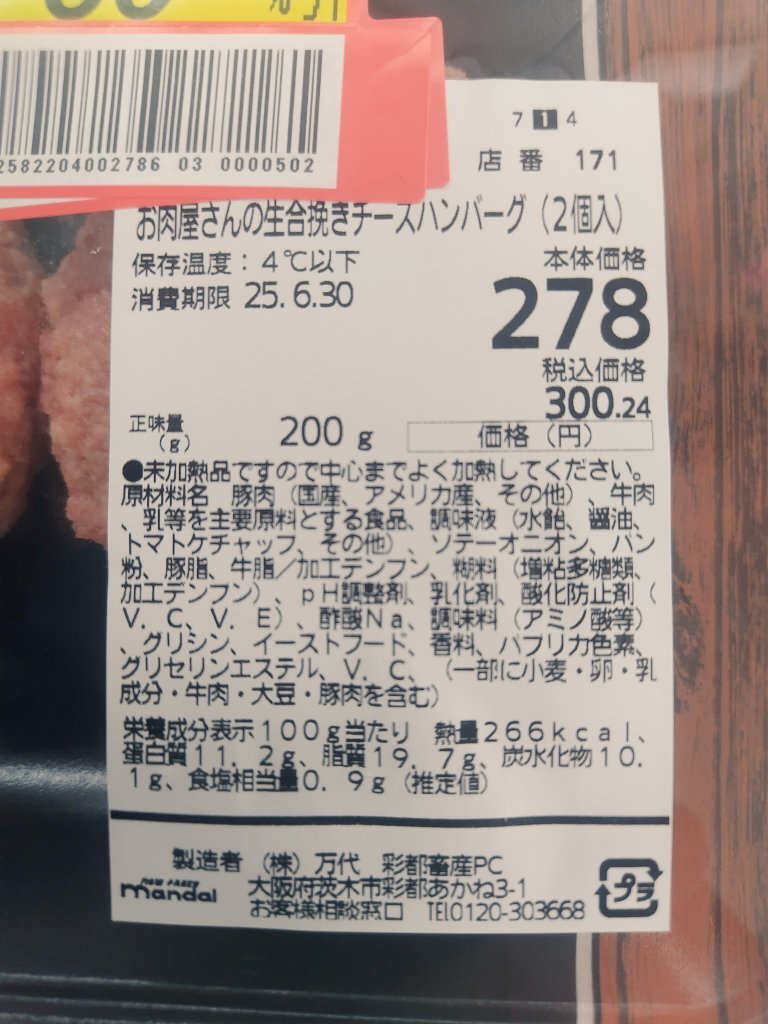 2582204002786 03 0000502
7 1 4
店番 171
お肉屋さんの生合挽きチーズハンバーグ(2個入)
保存温度:4℃以下
本体価格
消費期限 25.6.30
278
税込価格
300.24
正味量(g) 200g 価格(円)
●未加熱品ですので中心までよく加熱してください。
原材料名 豚肉(国産、アメリカ産、その他)、牛肉
、乳等を主要原料とする食品、調味液(水飴、醤油、
トマトケチャップ、その他)、ソテーオニオン、パン
粉、豚脂、牛脂/加工デンプン、糊料(増粘多糖類、
加工デンプン)、pH調整剤、乳化剤、酸化防止剤(
V.C、V.E)、酢酸Na、調味料(アミノ酸等)
、グリシン、イーストフード、香料、パプリカ色素、
グリセリンエステル、V.C、(一部に小麦・卵・乳
成分・牛肉・大豆・豚肉を含む)
栄養成分表示100g当たり 熱量266kcal、
蛋白質11.2g、脂質19.7g、炭水化物10.
1g、食塩相当量0.9g(推定値)
製造者 (株)万代 彩都畜産PC
mandai 大阪府茨木市彩都あかね3-1
お客様相談窓口 TEL0120-303668
プラ